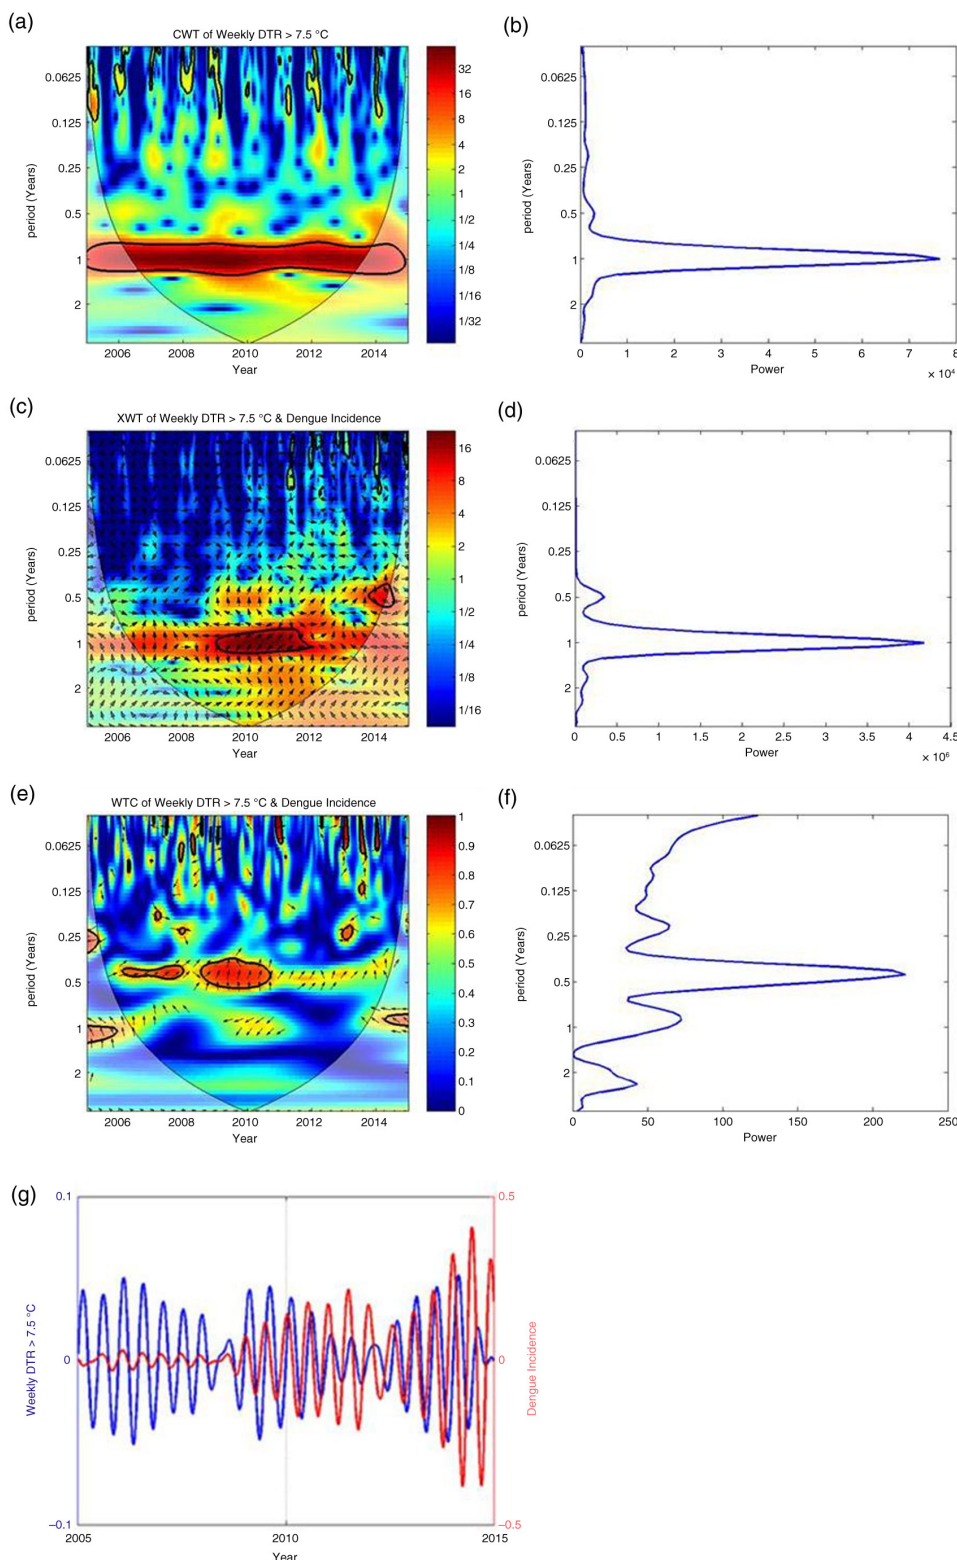 (a)
CWT of Weekly DTR > 7.5 °C
period (Years)
0.0625
0.125
0.25
0.5
1
2
2006 2008 2010 2012 2014
Year
32
16
8
4
2
1
1/2
1/4
1/8
1/16
1/32
(b)
period (Years)
0.0625
0.125
0.25
0.5
1
2
0 1 2 3 4 5 6 7 8
Power
× 10⁴
(c)
XWT of Weekly DTR > 7.5 °C & Dengue Incidence
period (Years)
0.0625
0.125
0.25
0.5
1
2
2006 2008 2010 2012 2014
Year
16
8
4
2
1
1/2
1/4
1/8
1/16
(d)
period (Years)
0.0625
0.125
0.25
0.5
1
2
0 0.5 1 1.5 2 2.5 3 3.5 4 4.5
Power
× 10⁶
(e)
WTC of Weekly DTR > 7.5 °C & Dengue Incidence
period (Years)
0.0625
0.125
0.25
0.5
1
2
2006 2008 2010 2012 2014
Year
1
0.9
0.8
0.7
0.6
0.5
0.4
0.3
0.2
0.1
0
(f)
period (Years)
0.0625
0.125
0.25
0.5
1
2
0 50 100 150 200 250
Power
(g)
Weekly DTR > 7.5 °C
0.1
0
−0.1
2005 2010 2015
Year
0.5
0
−0.5
Dengue Incidence